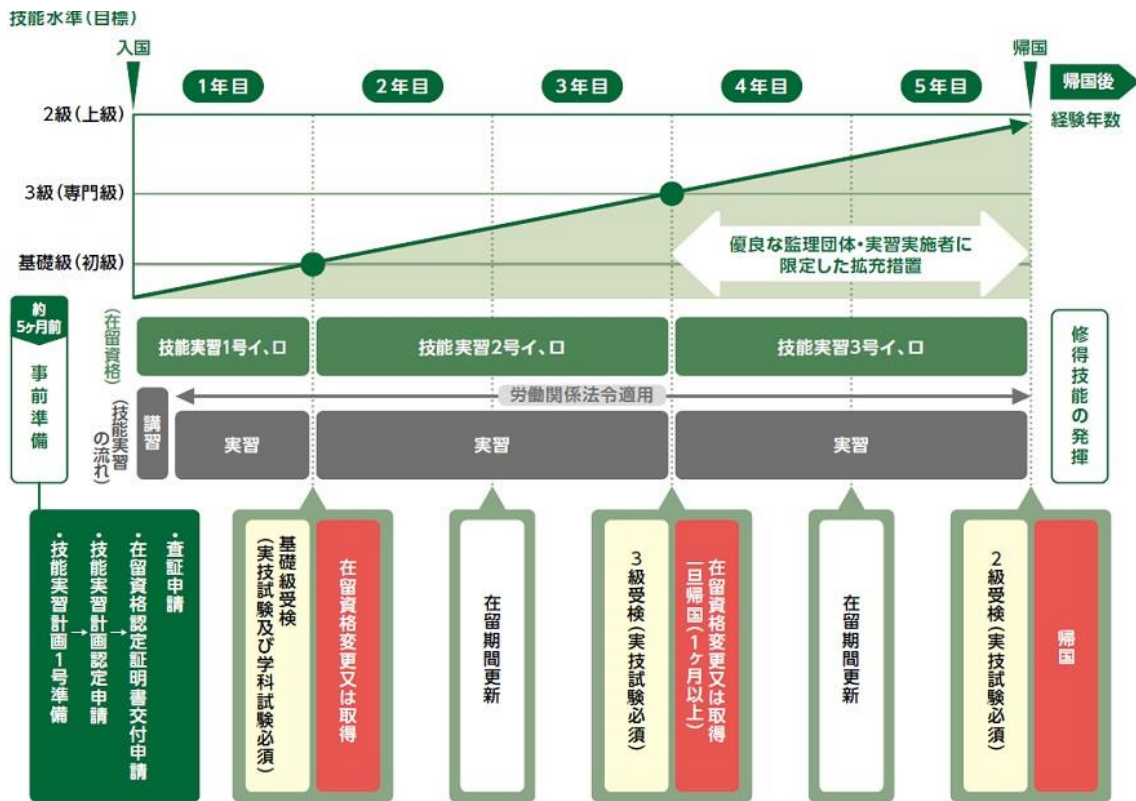 技能水準(目標)
入国
帰国
1年目
2年目
3年目
4年目
5年目
帰国後
経験年数
2級(上級)
3級(専門級)
基礎級(初級)
優良な監理団体・実習実施者に
限定した拡充措置
約
5ヶ月前
事前準備
(在留資格)
技能実習1号イ、ロ
技能実習2号イ、ロ
技能実習3号イ、ロ
修得技能の発揮
(技能実習
の流れ)
労働関係法令適用
講習
実習
実習
実習
・技能実習計画1号準備
→
・技能実習計画認定申請
→
・在留資格認定証明書交付申請
・査証申請
基礎級受検
(実技試験及び学科試験必須)
在留資格変更又は取得
在留期間更新
3級受検(実技試験必須)
在留資格変更又は取得
一旦帰国(1ヶ月以上)
在留期間更新
2級受検(実技試験必須)
帰国